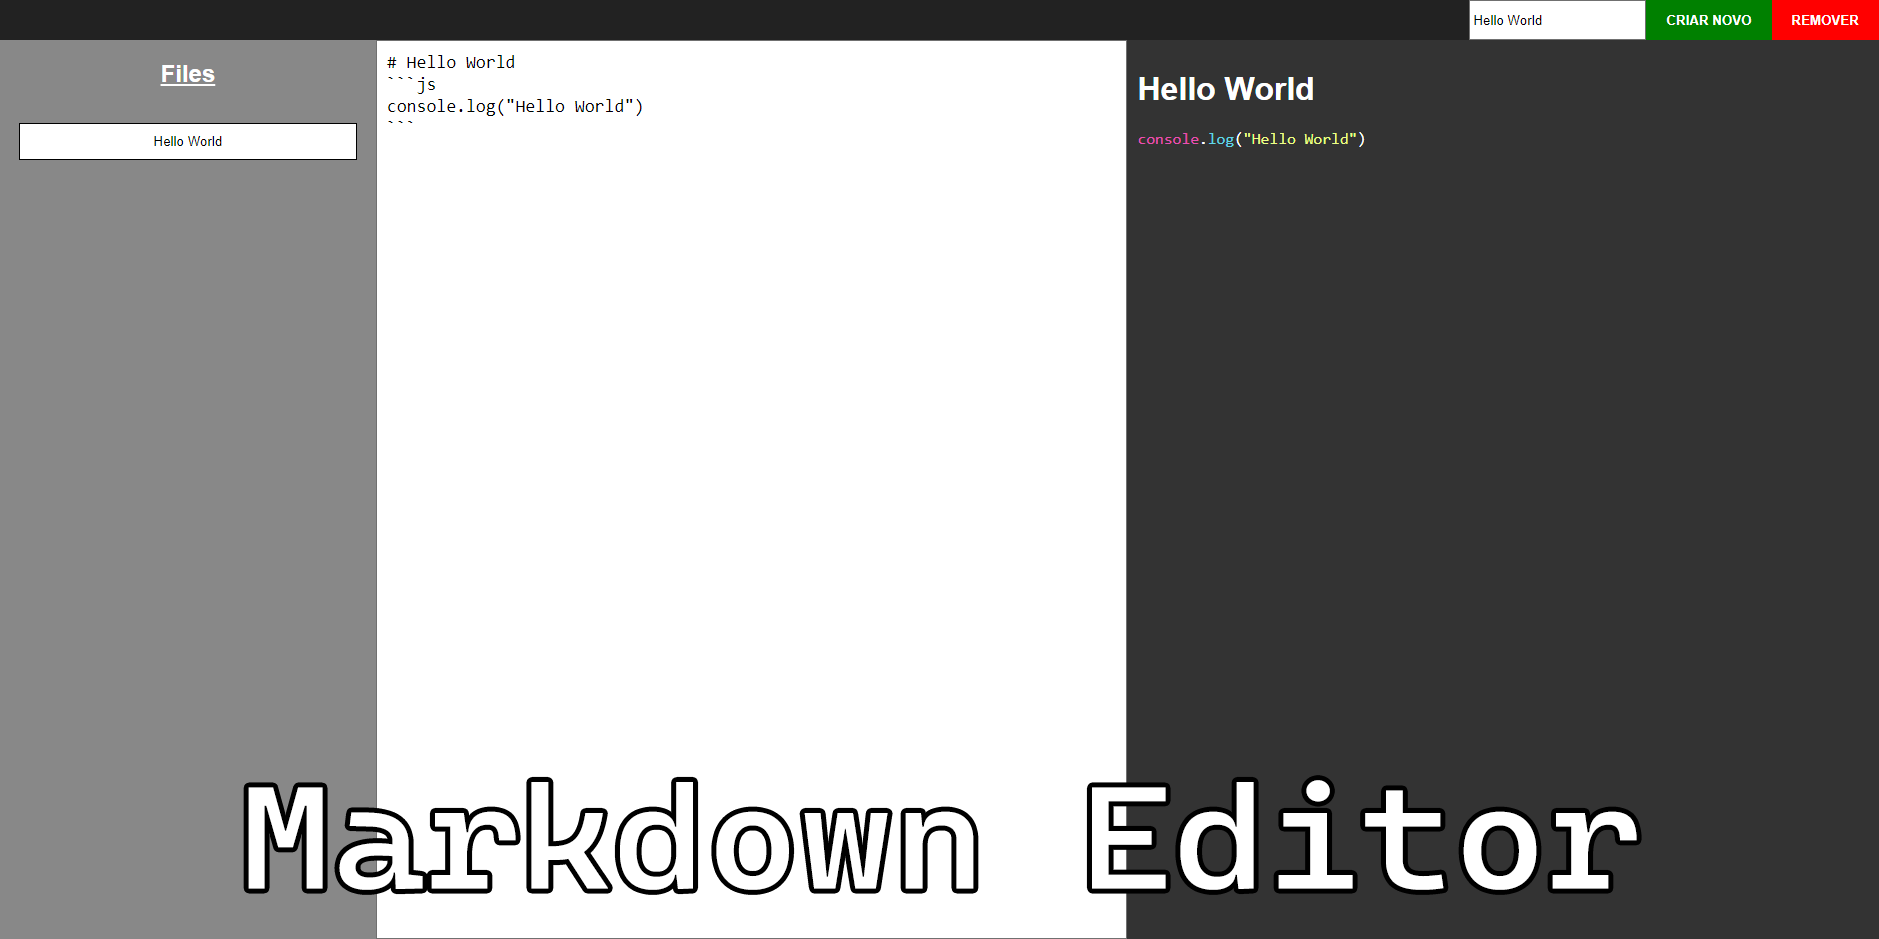 Hello World
CRIAR NOVO
REMOVER
Files
Hello World
# Hello World
```js
console.log("Hello World")
```
Hello World
console.log("Hello World")
Markdown Editor